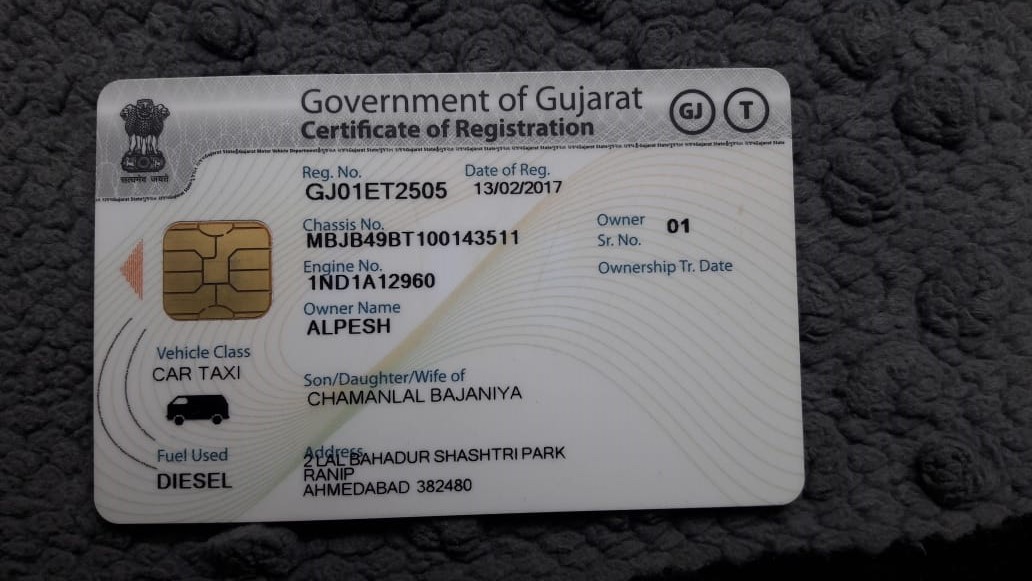 Government of Gujarat
Certificate of Registration
GJ T
सत्यमेव जयते
Reg. No. Date of Reg.
GJ01ET2505 13/02/2017
Chassis No.
MBJB49BT100143511
Owner Sr. No. 01
Engine No.
1ND1A12960
Ownership Tr. Date
Owner Name
ALPESH
Vehicle Class
CAR TAXI
Son/Daughter/Wife of
CHAMANLAL BAJANIYA
Fuel Used
DIESEL
Address
2 LAL BAHADUR SHASHTRI PARK
RANIP
AHMEDABAD 382480